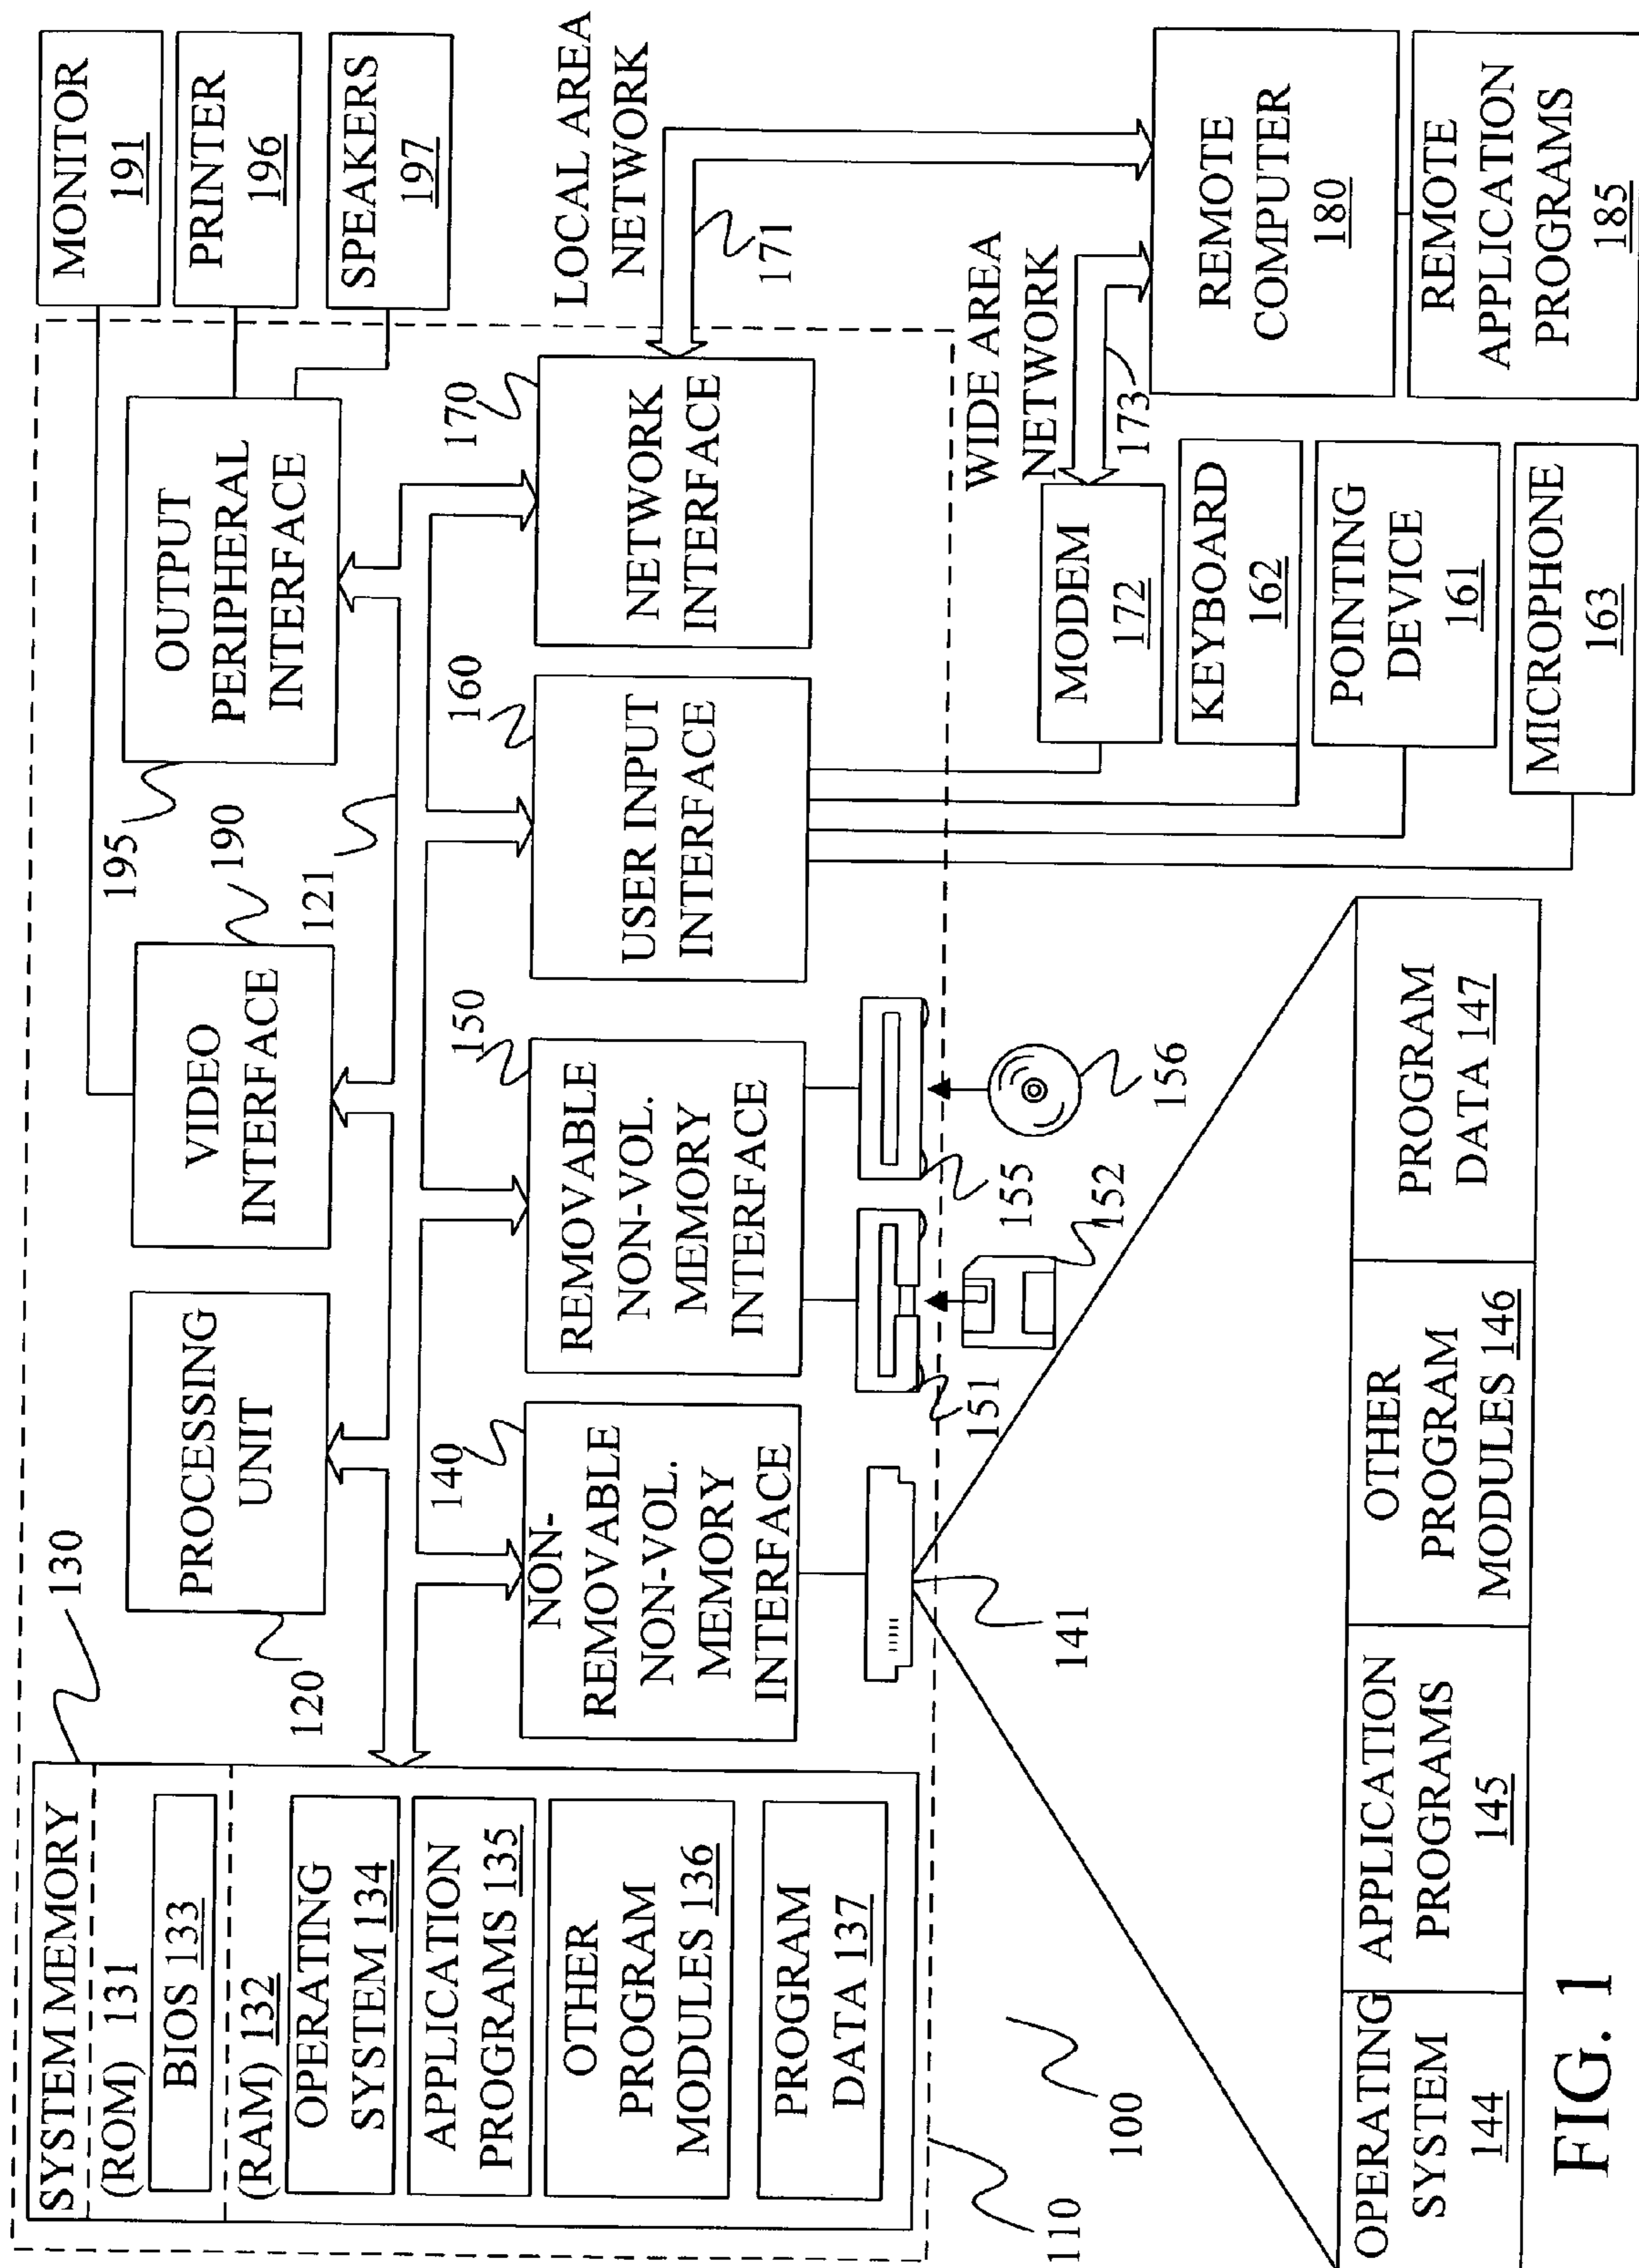 SYSTEM MEMORY
(ROM) 131
BIOS 133
(RAM) 132
OPERATING
SYSTEM 134
APPLICATION
PROGRAMS 135
OTHER
PROGRAM
MODULES 136
PROGRAM
DATA 137
130
120
PROCESSING
UNIT
VIDEO
INTERFACE
190
121
195
OUTPUT
PERIPHERAL
INTERFACE
MONITOR
191
PRINTER
196
SPEAKERS
197
140
NON-
REMOVABLE
NON-VOL.
MEMORY
INTERFACE
150
REMOVABLE
NON-VOL.
MEMORY
INTERFACE
160
USER INPUT
INTERFACE
170
NETWORK
INTERFACE
LOCAL AREA
NETWORK
171
141
151
152
155
156
WIDE AREA
NETWORK
173
MODEM
172
KEYBOARD
162
POINTING
DEVICE
161
MICROPHONE
163
REMOTE
COMPUTER
180
REMOTE
APPLICATION
PROGRAMS
185
110
100
OPERATING
SYSTEM
144
APPLICATION
PROGRAMS
145
OTHER
PROGRAM
MODULES 146
PROGRAM
DATA 147
FIG. 1